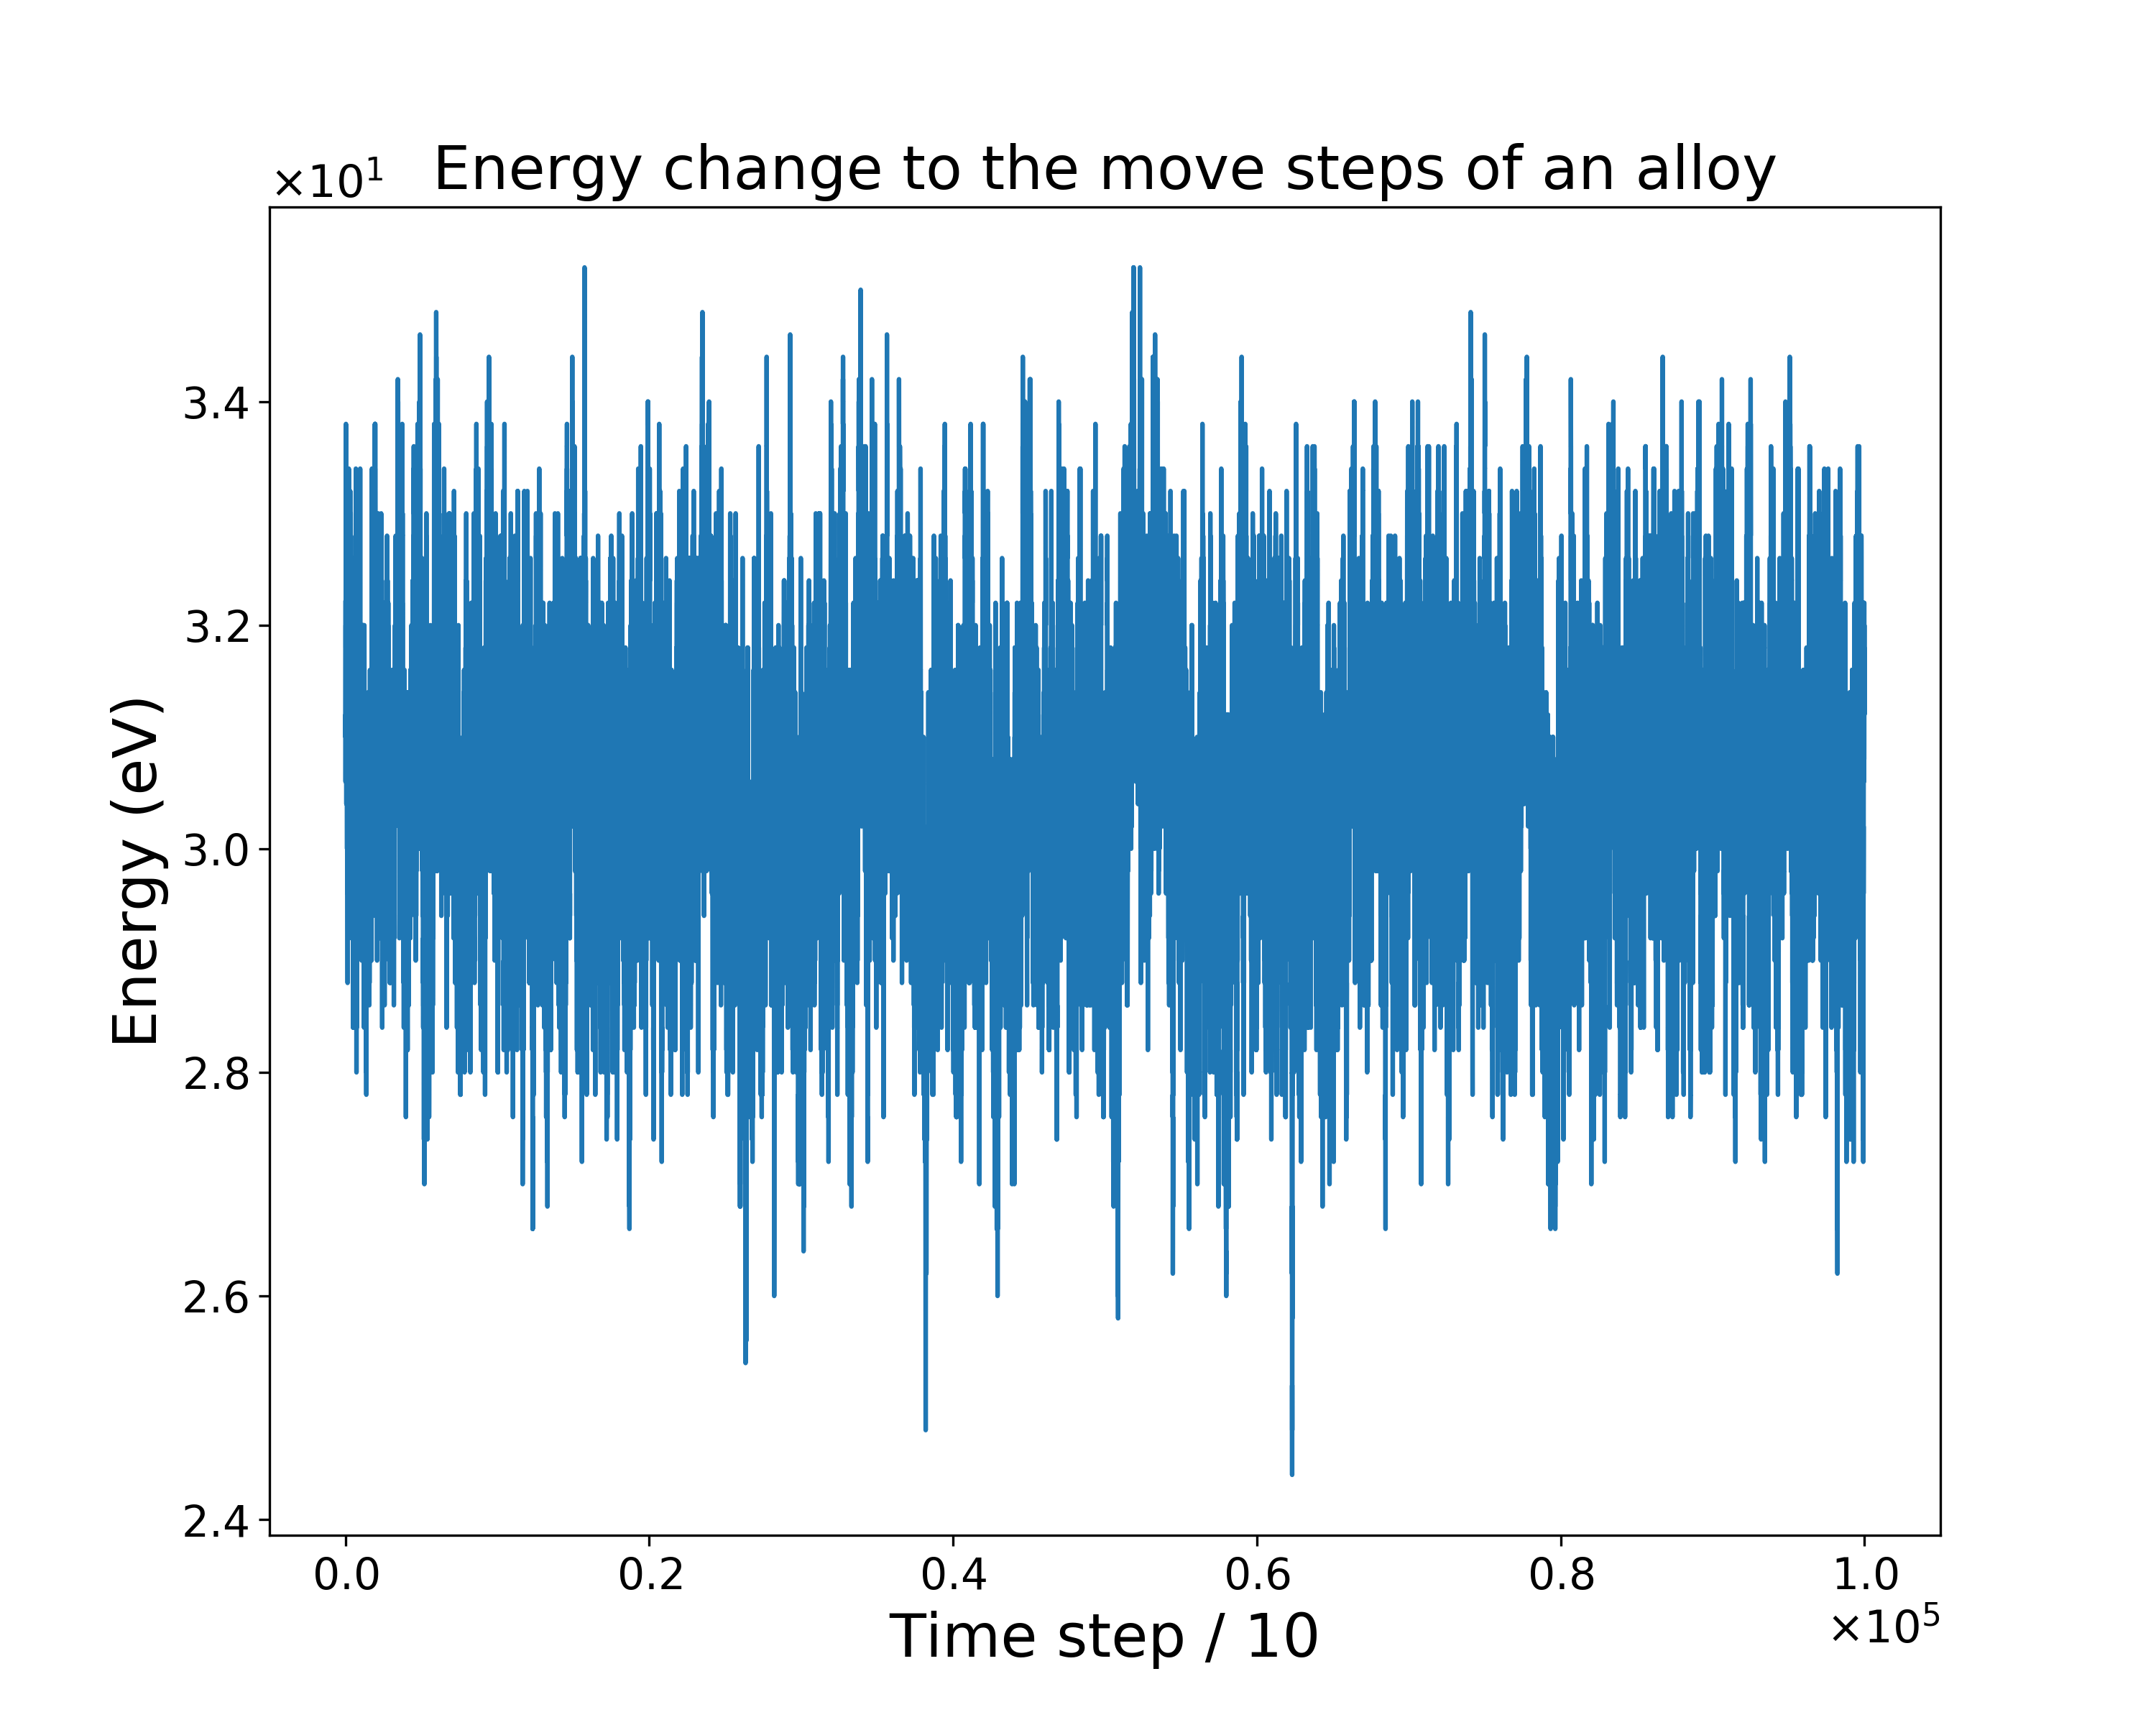 ×10¹
Energy change to the move steps of an alloy
Energy (eV)
3.4
3.2
3.0
2.8
2.6
2.4
0.0 0.2 0.4 0.6 0.8 1.0
×10⁵
Time step / 10